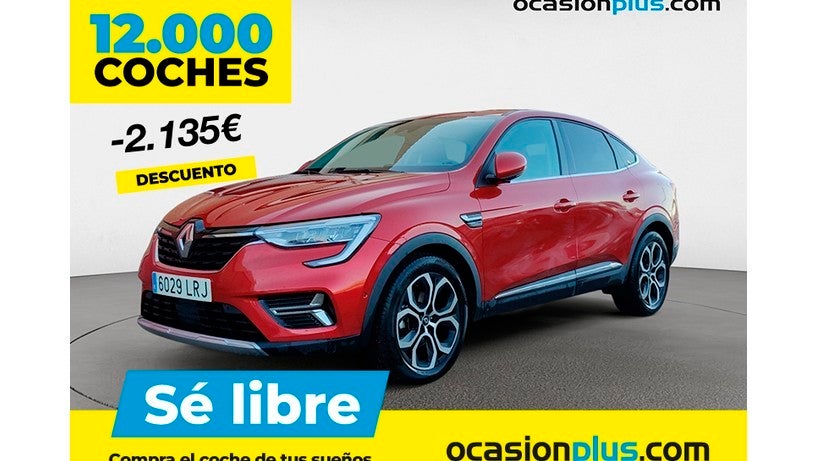 ocasionplus.com
12.000
COCHES
-2.135€
DESCUENTO
6029 LRJ
Sé libre
Compra el coche de tus sueños
ocasionplus.com